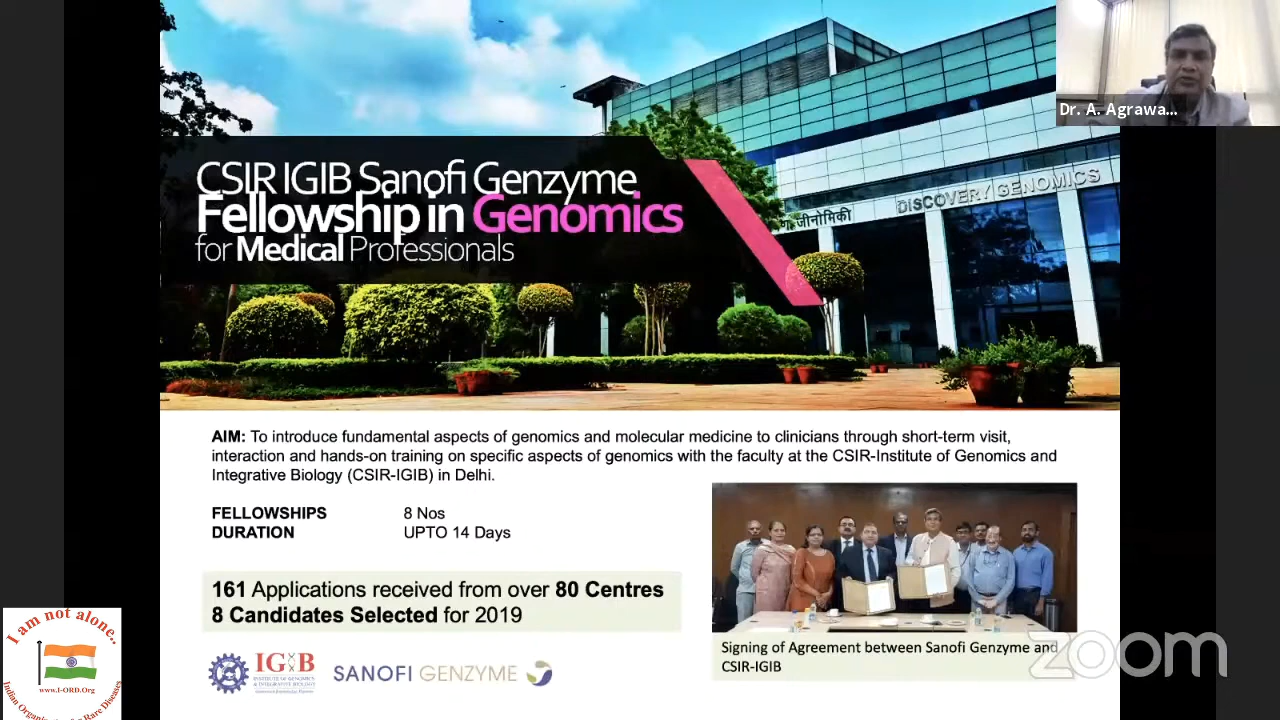 Dr. A. Agrawa...
CSIR IGIB Sanofi Genzyme
Fellowship in Genomics
for Medical Professionals
जीनोमिकी
DISCOVERY GENOMICS
AIM: To introduce fundamental aspects of genomics and molecular medicine to clinicians through short-term visit,
interaction and hands-on training on specific aspects of genomics with the faculty at the CSIR-Institute of Genomics and
Integrative Biology (CSIR-IGIB) in Delhi.
FELLOWSHIPS 8 Nos
DURATION UPTO 14 Days
161 Applications received from over 80 Centres
8 Candidates Selected for 2019
IGIB
INSTITUTE OF GENOMICS
& INTEGRATIVE BIOLOGY
SANOFI GENZYME
Signing of Agreement between Sanofi Genzyme and
CSIR-IGIB
zoom
I am not alone..
www.I-ORD.Org
Indian Organization for Rare Diseases